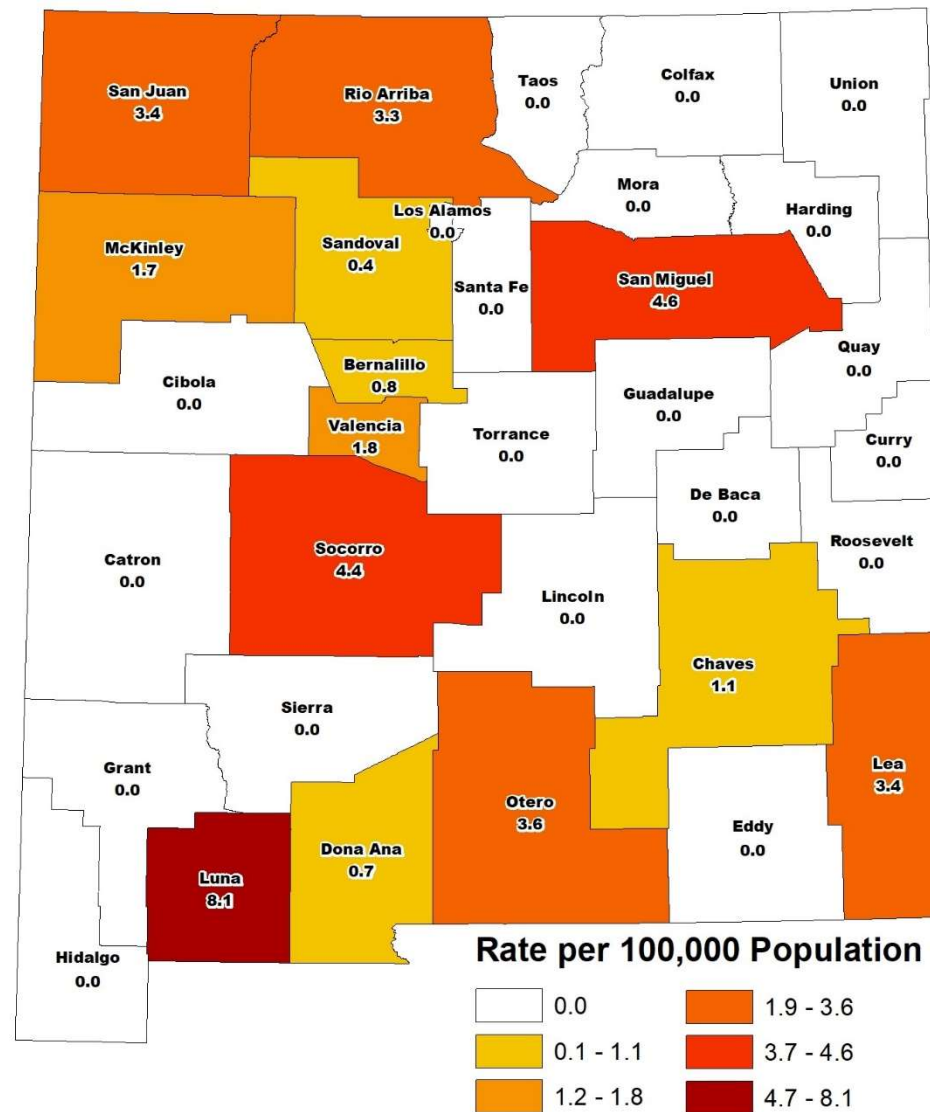 Taos
0.0
Colfax
0.0
Union
0.0
San Juan
3.4
Rio Arriba
3.3
Mora
0.0
Harding
0.0
Los Alamos
0.0
McKinley
1.7
Sandoval
0.4
Santa Fe
0.0
San Miguel
4.6
Quay
0.0
Bernalillo
0.8
Cibola
0.0
Guadalupe
0.0
Valencia
1.8
Torrance
0.0
Curry
0.0
De Baca
0.0
Roosevelt
0.0
Socorro
4.4
Catron
0.0
Lincoln
0.0
Chaves
1.1
Sierra
0.0
Grant
0.0
Lea
3.4
Otero
3.6
Eddy
0.0
Dona Ana
0.7
Luna
8.1
Hidalgo
0.0
Rate per 100,000 Population
0.0
0.1 - 1.1
1.2 - 1.8
1.9 - 3.6
3.7 - 4.6
4.7 - 8.1